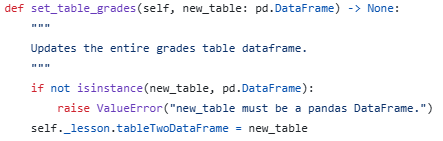 def set_table_grades(self, new_table: pd.DataFrame) -> None:
    """
    Updates the entire grades table dataframe.
    """
    if not isinstance(new_table, pd.DataFrame):
        raise ValueError("new_table must be a pandas DataFrame.")
    self._lesson.tableTwoDataFrame = new_table